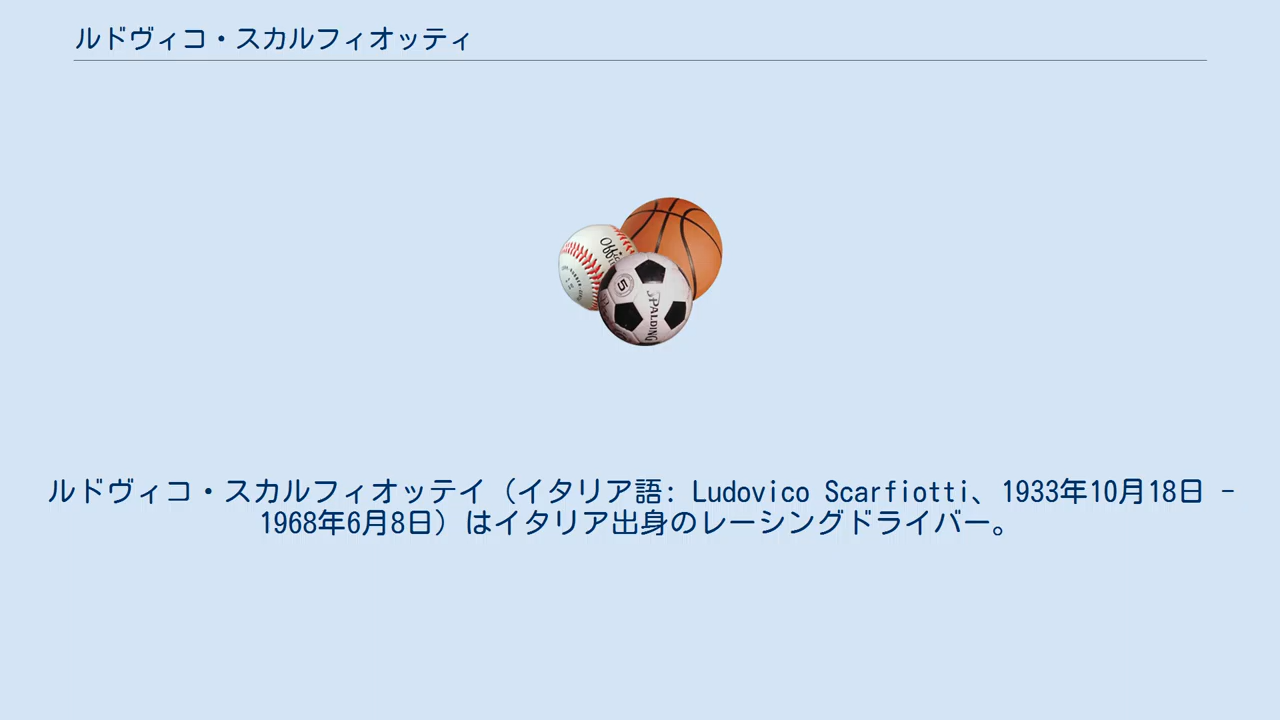 ルドヴィコ・スカルフィオッティ
Offici
5
SPALDING
ルドヴィコ・スカルフィオッテイ（イタリア語: Ludovico Scarfiotti、1933年10月18日 -
1968年6月8日）はイタリア出身のレーシングドライバー。